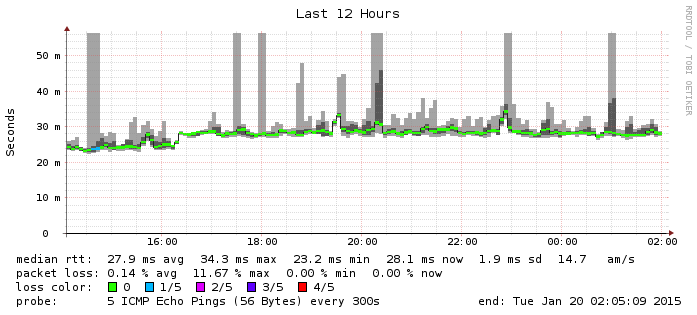 Last 12 Hours
RRDTOOL / TOBI OETIKER
Seconds
50 m
40 m
30 m
20 m
10 m
0
16:00 18:00 20:00 22:00 00:00 02:00
median rtt: 27.9 ms avg 34.3 ms max 23.2 ms min 28.1 ms now 1.9 ms sd 14.7 am/s
packet loss: 0.14 % avg 11.67 % max 0.00 % min 0.00 % now
loss color: 0 1/5 2/5 3/5 4/5
probe: 5 ICMP Echo Pings (56 Bytes) every 300s end: Tue Jan 20 02:05:09 2015